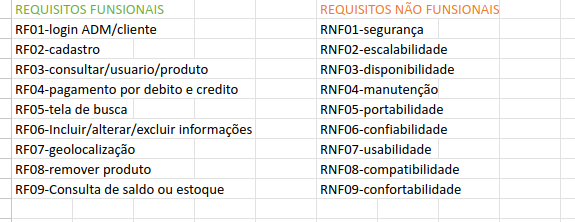 REQUISITOS FUNSIONAIS
RF01-login ADM/cliente
RF02-cadastro
RF03-consultar/usuario/produto
RF04-pagamento por debito e credito
RF05-tela de busca
RF06-Incluir/alterar/excluir informações
RF07-geolocalização
RF08-remover produto
RF09-Consulta de saldo ou estoque
REQUISITOS NÃO FUNSIONAIS
RNF01-segurança
RNF02-escalabilidade
RNF03-disponibilidade
RNF04-manutenção
RNF05-portabilidade
RNF06-confiabilidade
RNF07-usabilidade
RNF08-compatibilidade
RNF09-confortabilidade